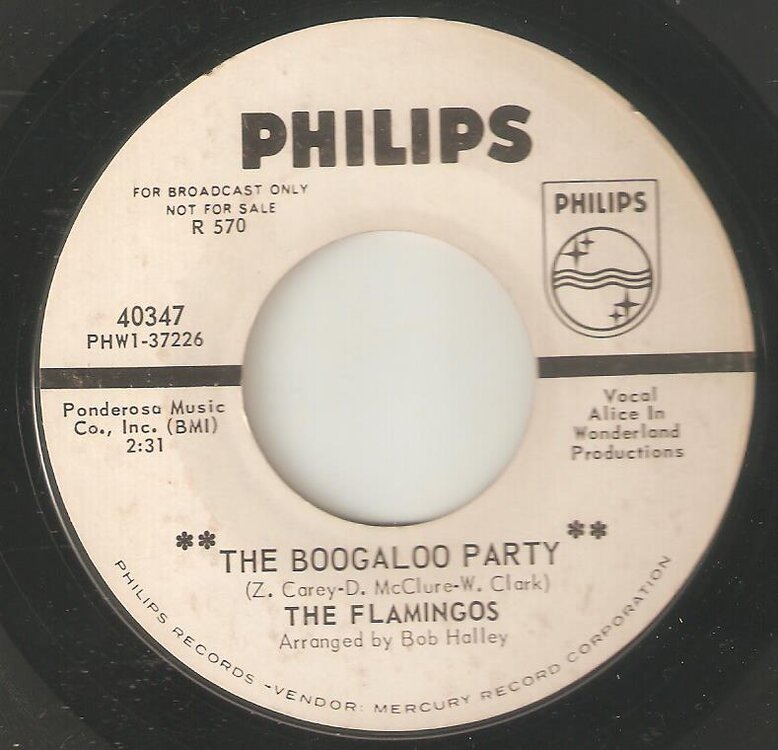 PHILIPS
FOR BROADCAST ONLY
NOT FOR SALE
R 570
PHILIPS
40347
PHW1-37226
Ponderosa Music
Co., Inc. (BMI)
2:31
Vocal
Alice In
Wonderland
Productions
**THE BOOGALOO PARTY**
(Z. Carey-D. McClure-W. Clark)
THE FLAMINGOS
Arranged by Bob Halley
PHILIPS RECORDS -VENDOR: MERCURY RECORD CORPORATION